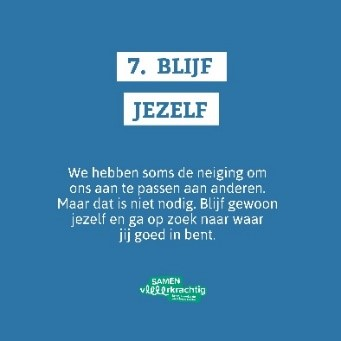 7. BLIJF
JEZELF
We hebben soms de neiging om
ons aan te passen aan anderen.
Maar dat is niet nodig. Blijf gewoon
jezelf en ga op zoek naar waar
jij goed in bent.
SAMEN